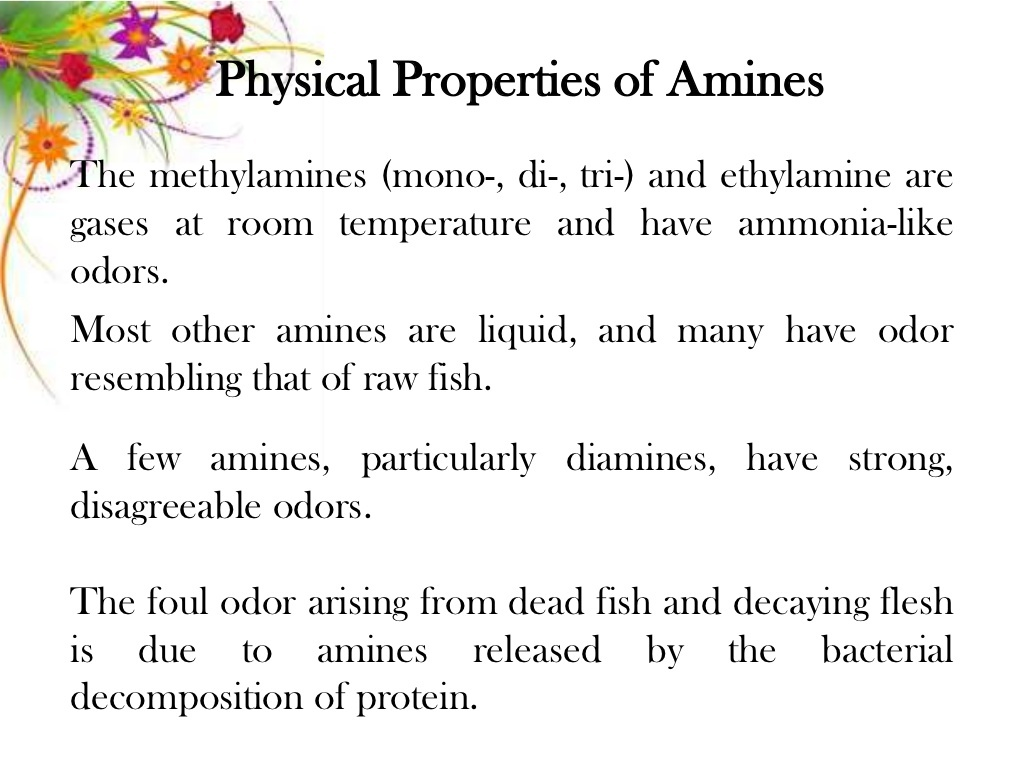 Physical Properties of Amines
The methylamines (mono-, di-, tri-) and ethylamine are
gases at room temperature and have ammonia-like
odors.
Most other amines are liquid, and many have odor
resembling that of raw fish.
A few amines, particularly diamines, have strong,
disagreeable odors.
The foul odor arising from dead fish and decaying flesh
is due to amines released by the bacterial
decomposition of protein.